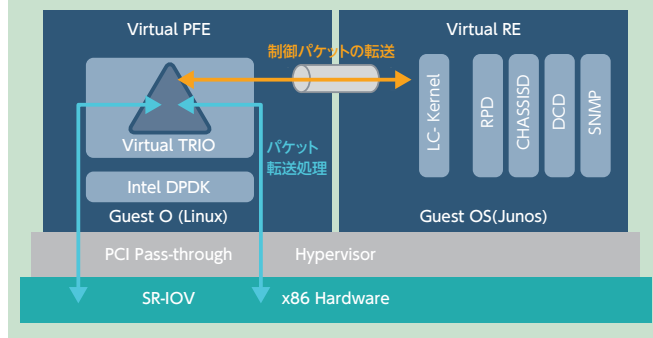 Virtual PFE
Virtual RE
制御パケットの転送
Virtual TRIO
パケット
転送処理
Intel DPDK
Guest O (Linux)
LC- Kernel
RPD
CHASSISD
DCD
SNMP
Guest OS(Junos)
PCI Pass-through
Hypervisor
SR-IOV
x86 Hardware